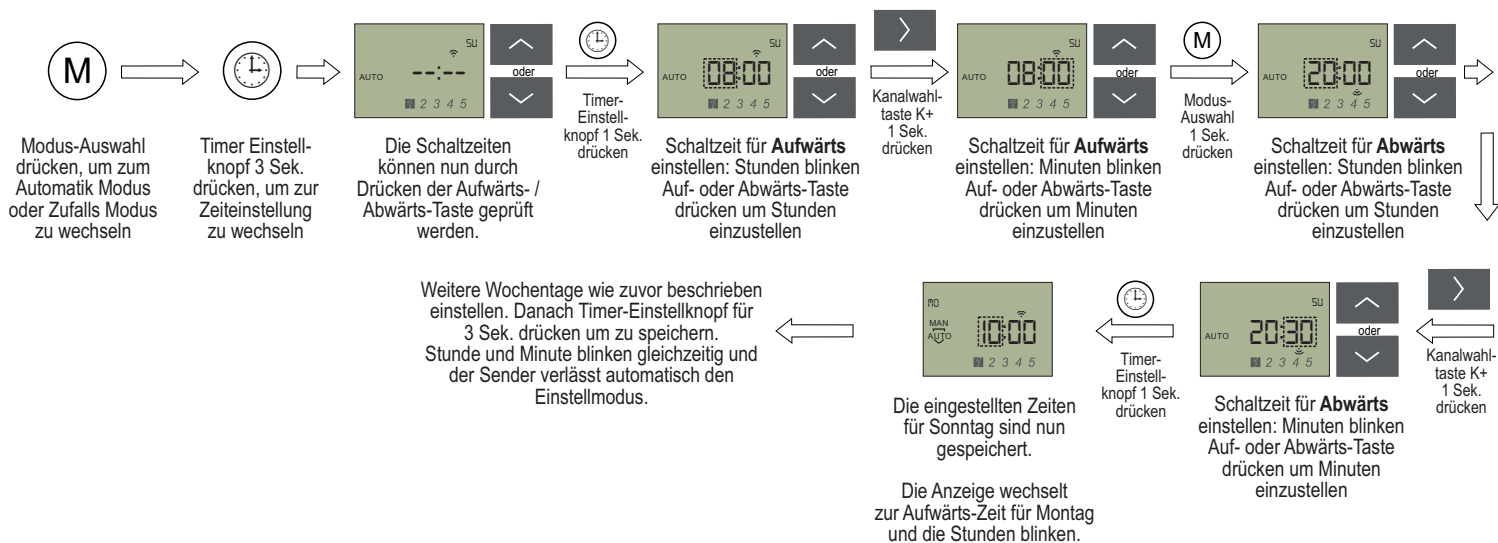 M
Modus-Auswahl
drücken, um zum
Automatik Modus
oder Zufalls Modus
zu wechseln
Timer Einstell-
knopf 3 Sek.
drücken, um zur
Zeiteinstellung
zu wechseln
SU
AUTO
--:--
1 2 3 4 5
oder
Die Schaltzeiten
können nun durch
Drücken der Aufwärts- /
Abwärts-Taste geprüft
werden.
Timer-
Einstell-
knopf 1 Sek.
drücken
SU
AUTO
08:00
1 2 3 4 5
oder
Schaltzeit für Aufwärts
einstellen: Stunden blinken
Auf- oder Abwärts-Taste
drücken um Stunden
einzustellen
Kanalwahl-
taste K+
1 Sek.
drücken
SU
AUTO
08:00
1 2 3 4 5
oder
Schaltzeit für Aufwärts
einstellen: Minuten blinken
Auf- oder Abwärts-Taste
drücken um Minuten
einzustellen
M
Modus-
Auswahl
1 Sek.
drücken
SU
AUTO
20:00
1 2 3 4 5
oder
Schaltzeit für Abwärts
einstellen: Stunden blinken
Auf- oder Abwärts-Taste
drücken um Stunden
einzustellen
Kanalwahl-
taste K+
1 Sek.
drücken
SU
AUTO
20:30
1 2 3 4 5
oder
Schaltzeit für Abwärts
einstellen: Minuten blinken
Auf- oder Abwärts-Taste
drücken um Minuten
einzustellen
Timer-
Einstell-
knopf 1 Sek.
drücken
MO
MAN
AUTO
10:00
1 2 3 4 5
Die eingestellten Zeiten
für Sonntag sind nun
gespeichert.
Die Anzeige wechselt
zur Aufwärts-Zeit für Montag
und die Stunden blinken.
Weitere Wochentage wie zuvor beschrieben
einstellen. Danach Timer-Einstellknopf für
3 Sek. drücken um zu speichern.
Stunde und Minute blinken gleichzeitig und
der Sender verlässt automatisch den
Einstellmodus.